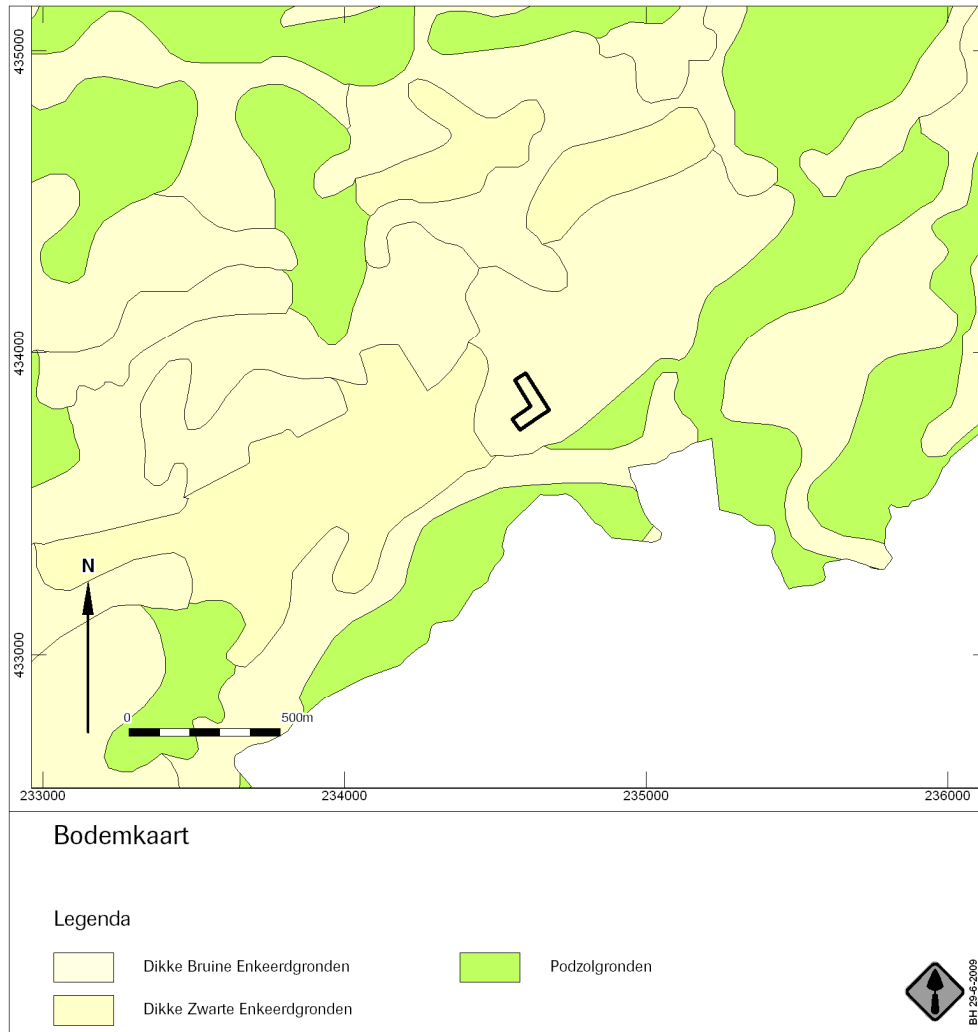 435000
434000
433000
N
0 500m
233000 234000 235000 236000
Bodemkaart
Legenda
Dikke Bruine Enkeerdgronden
Podzolgronden
Dikke Zwarte Enkeerdgronden
BH 29-6-2009